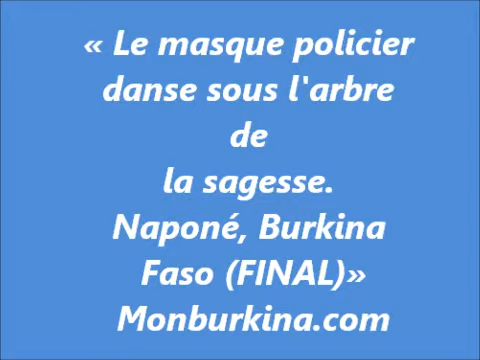 « Le masque policier
danse sous l'arbre
de
la sagesse.
Naponé, Burkina
Faso (FINAL)»
Monburkina.com